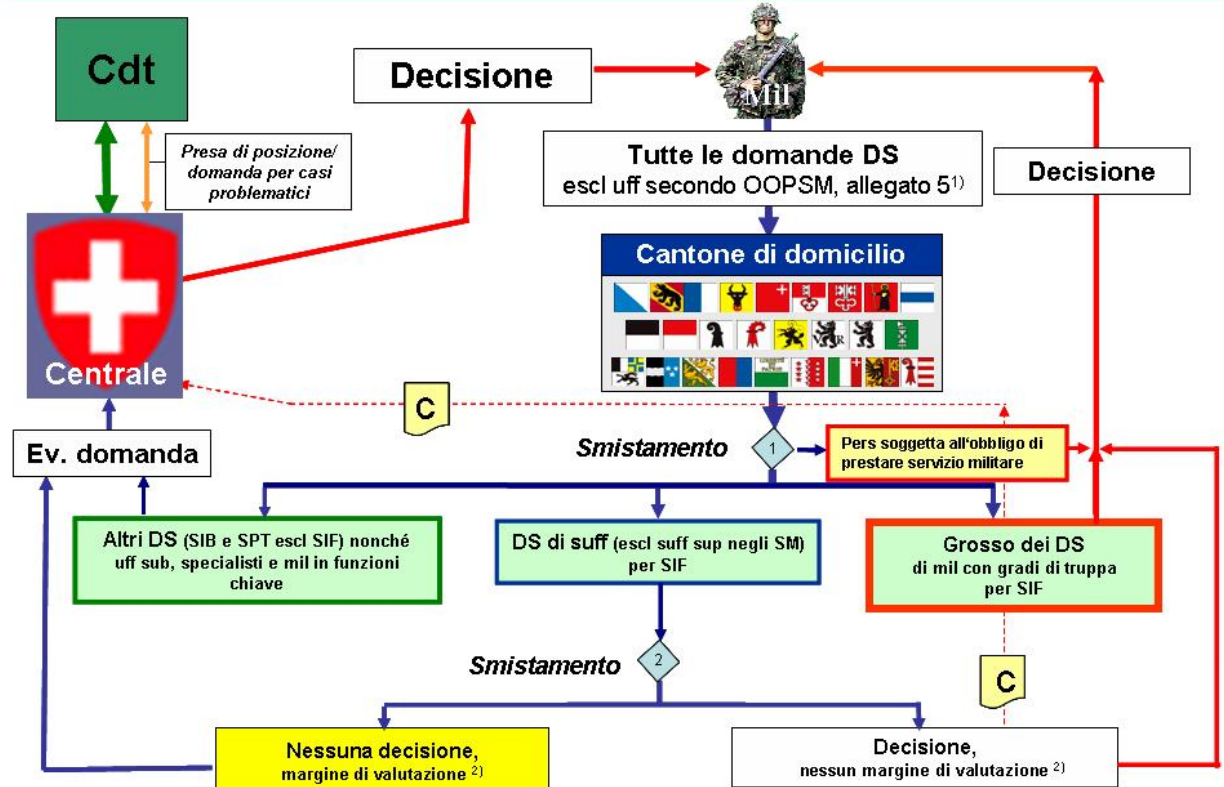 Cdt
Decisione
Mil
Presa di posizione/
domanda per casi
problematici
Tutte le domande DS
escl uff secondo OOPSM, allegato 5 1)
Decisione
Cantone di domicilio
Centrale
C
Smistamento
1
Pers soggetta all'obbligo di
prestare servizio militare
Ev. domanda
Altri DS (SIB e SPT escl SIF) nonché
uff sub, specialisti e mil in funzioni
chiave
DS di suff (escl suff sup negli SM)
per SIF
Grosso dei DS
di mil con gradi di truppa
per SIF
Smistamento
2
C
Nessuna decisione,
margine di valutazione 2)
Decisione,
nessun margine di valutazione 2)